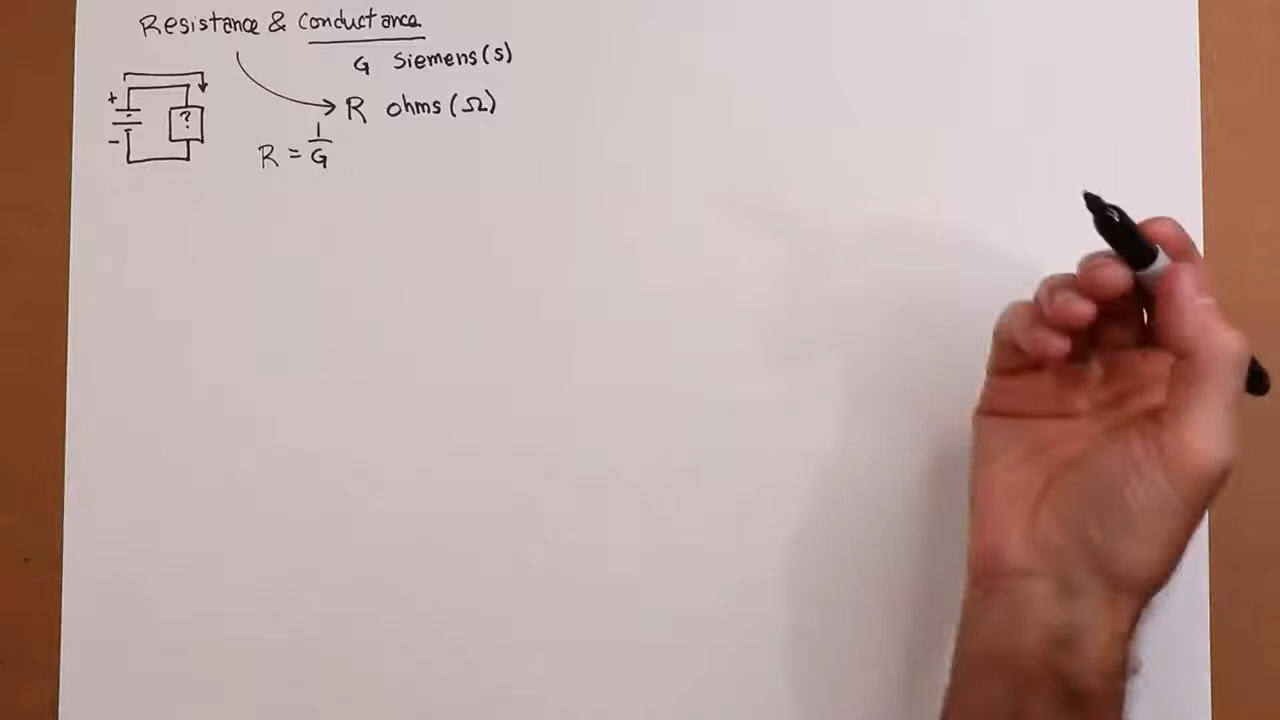 Resistance & Conductance
G Siemens (s)
R ohms (Ω)
+
?
-
R = 1/G